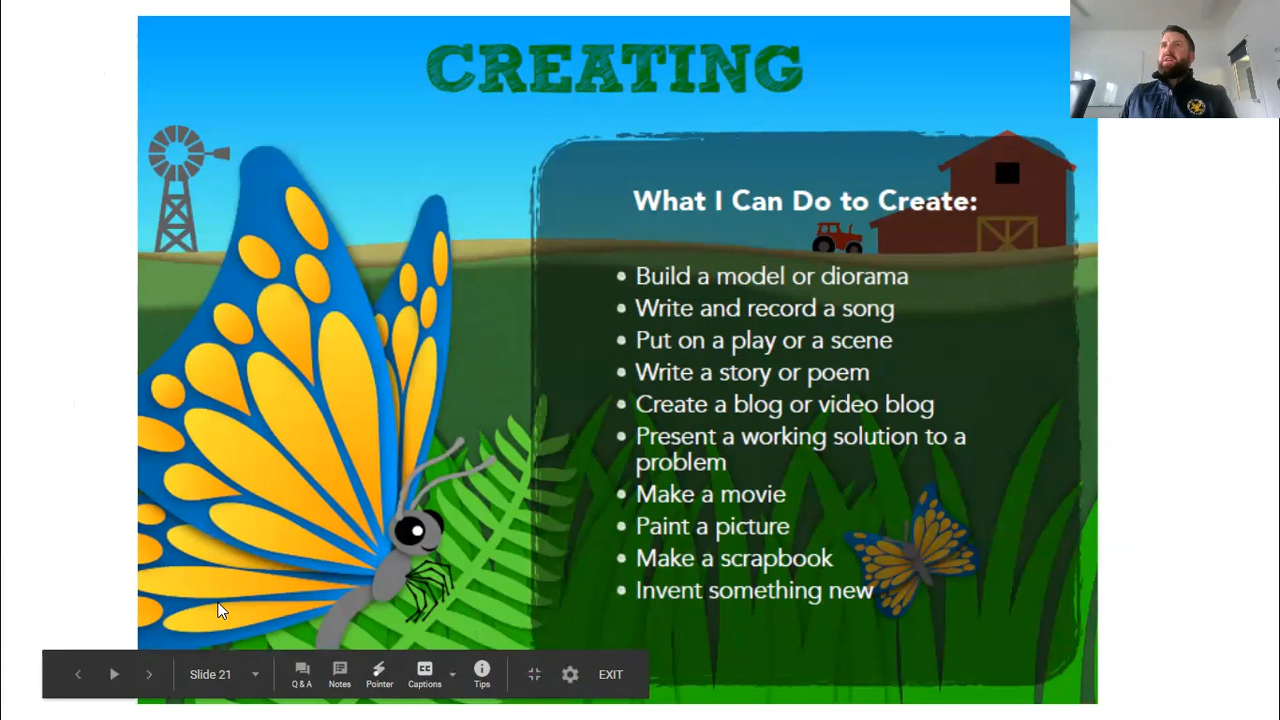 CREATING
What I Can Do to Create:
• Build a model or diorama
• Write and record a song
• Put on a play or a scene
• Write a story or poem
• Create a blog or video blog
• Present a working solution to a
problem
• Make a movie
• Paint a picture
• Make a scrapbook
• Invent something new
Slide 21
Q & A
Notes
Pointer
CC
Captions
Tips
EXIT